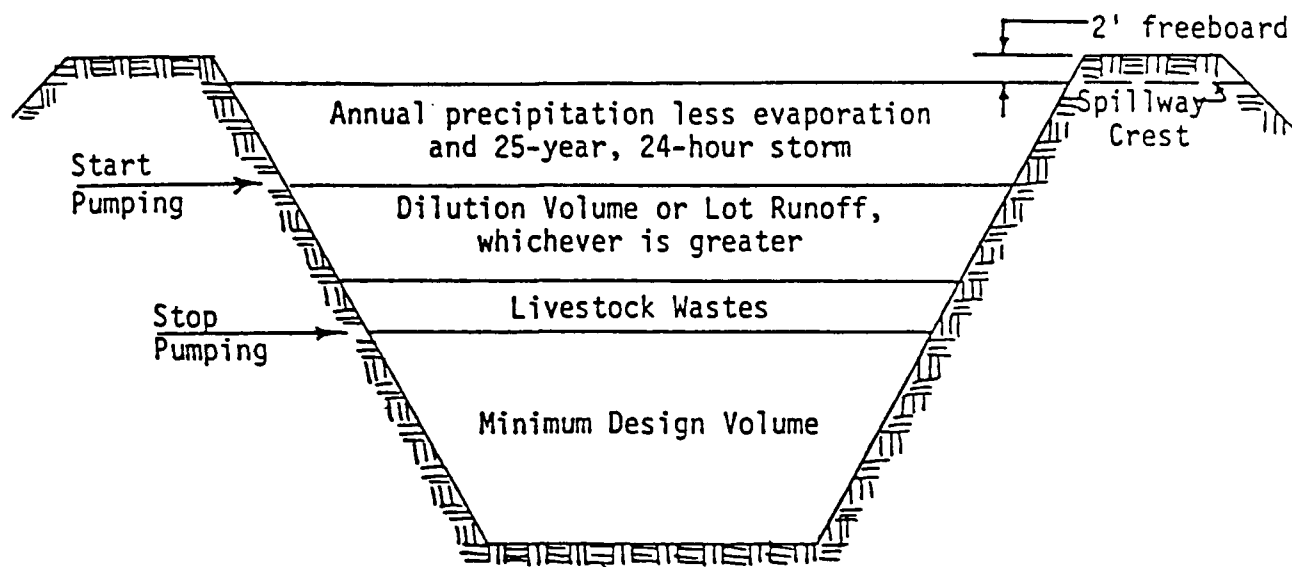 2' freeboard
Annual precipitation less evaporation
and 25-year, 24-hour storm
Spillway
Crest
Start
Pumping
Dilution Volume or Lot Runoff,
whichever is greater
Livestock Wastes
Stop
Pumping
Minimum Design Volume